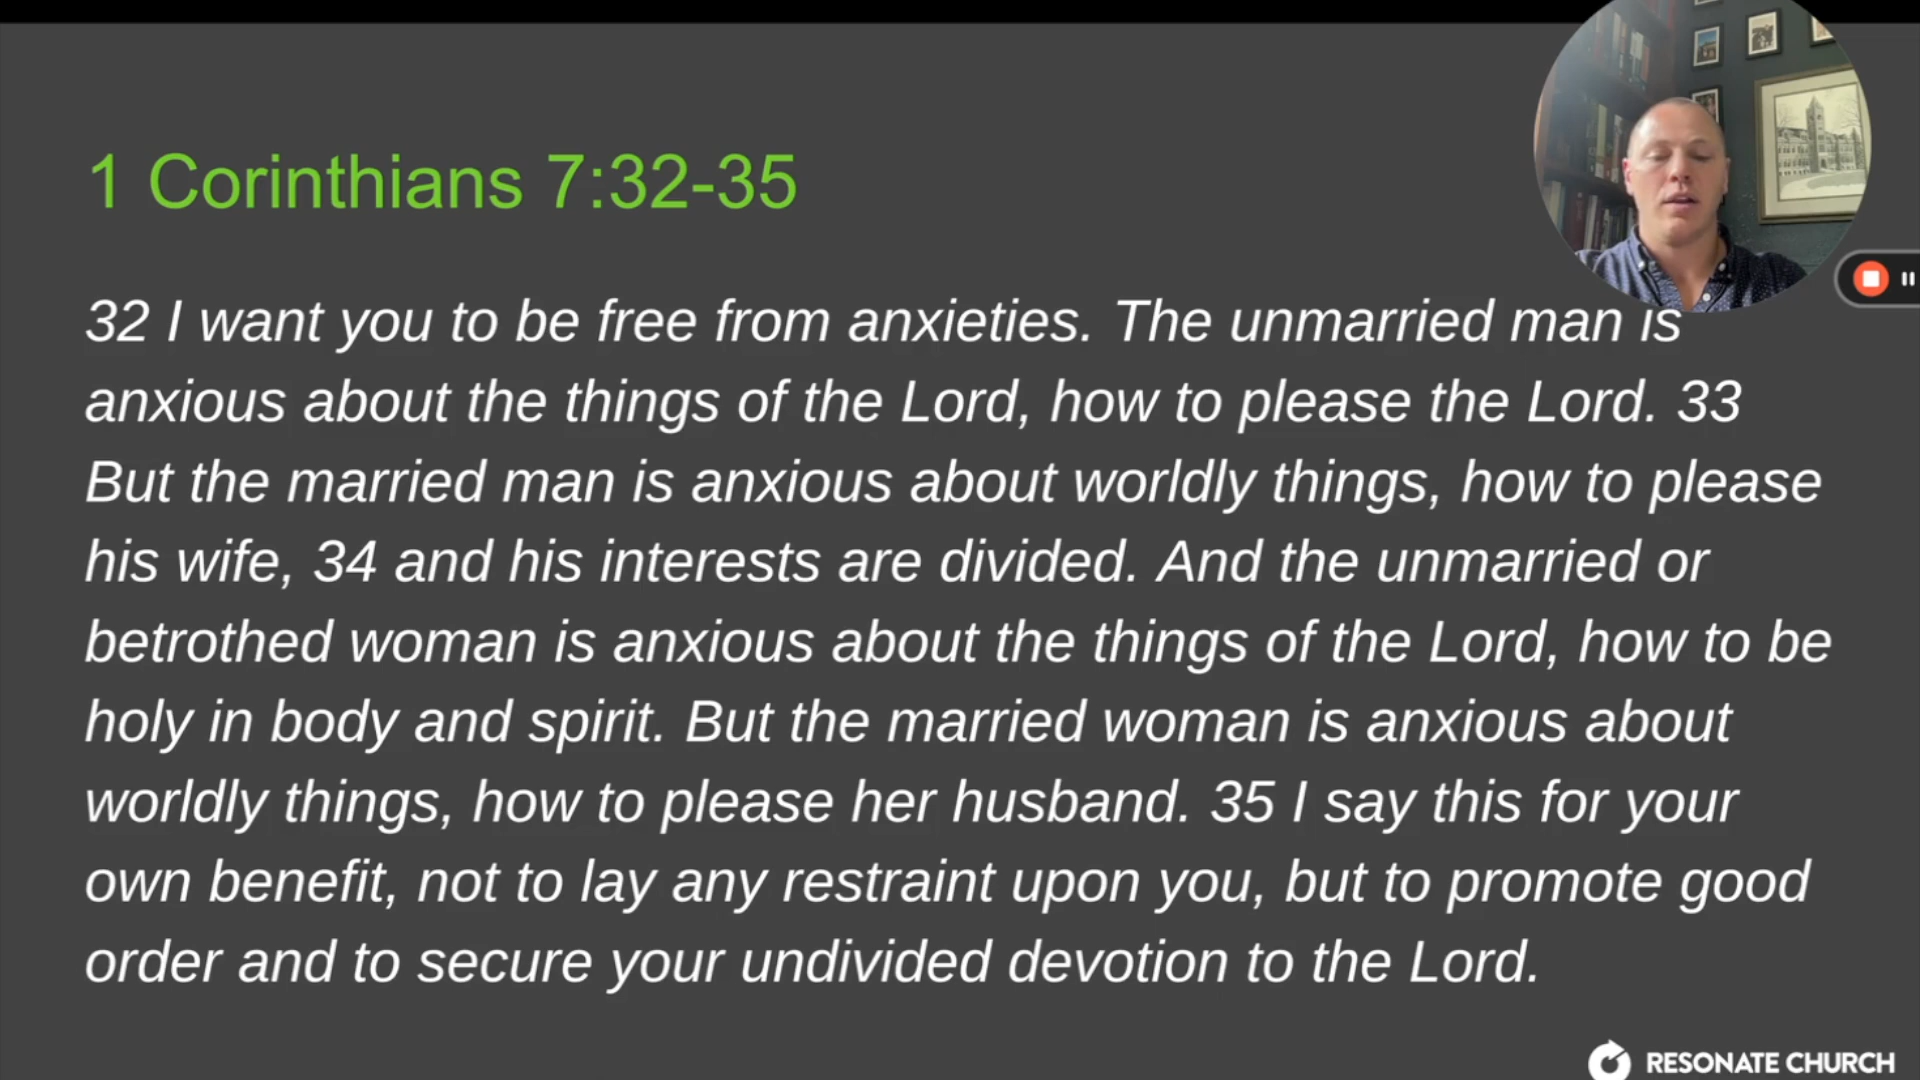 1 Corinthians 7:32-35
32 I want you to be free from anxieties. The unmarried man is
anxious about the things of the Lord, how to please the Lord. 33
But the married man is anxious about worldly things, how to please
his wife, 34 and his interests are divided. And the unmarried or
betrothed woman is anxious about the things of the Lord, how to be
holy in body and spirit. But the married woman is anxious about
worldly things, how to please her husband. 35 I say this for your
own benefit, not to lay any restraint upon you, but to promote good
order and to secure your undivided devotion to the Lord.
RESONATE CHURCH